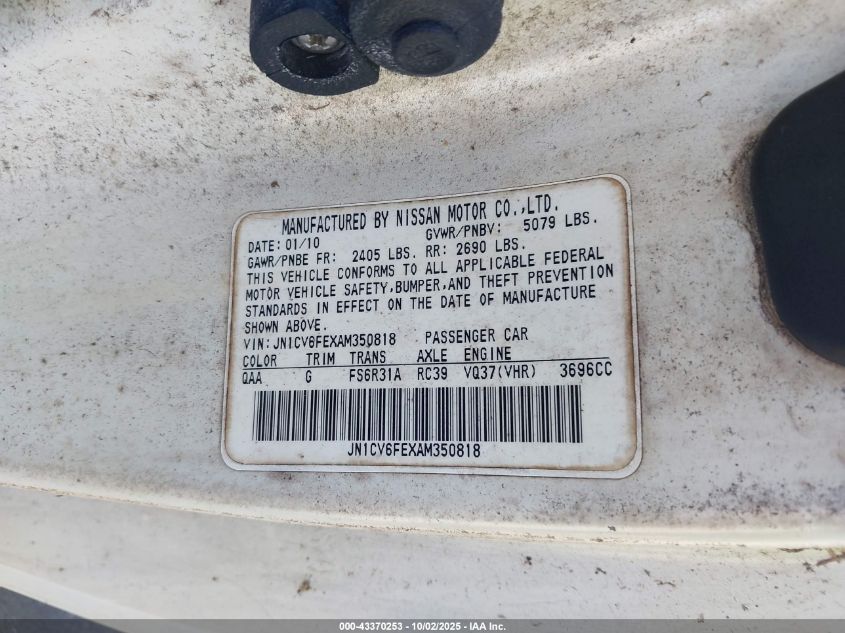 MANUFACTURED BY NISSAN MOTOR CO.,LTD.
DATE: 01/10 GVWR/PNBV: 5079 LBS.
GAWR/PNBE FR: 2405 LBS. RR: 2690 LBS.
THIS VEHICLE CONFORMS TO ALL APPLICABLE FEDERAL
MOTOR VEHICLE SAFETY,BUMPER,AND THEFT PREVENTION
STANDARDS IN EFFECT ON THE DATE OF MANUFACTURE
SHOWN ABOVE.
VIN: JN1CV6FEXAM350818 PASSENGER CAR
COLOR TRIM TRANS AXLE ENGINE
QAA G FS6R31A RC39 VQ37(VHR) 3696CC
JN1CV6FEXAM350818
000-43370253 - 10/02/2025 - IAA Inc.